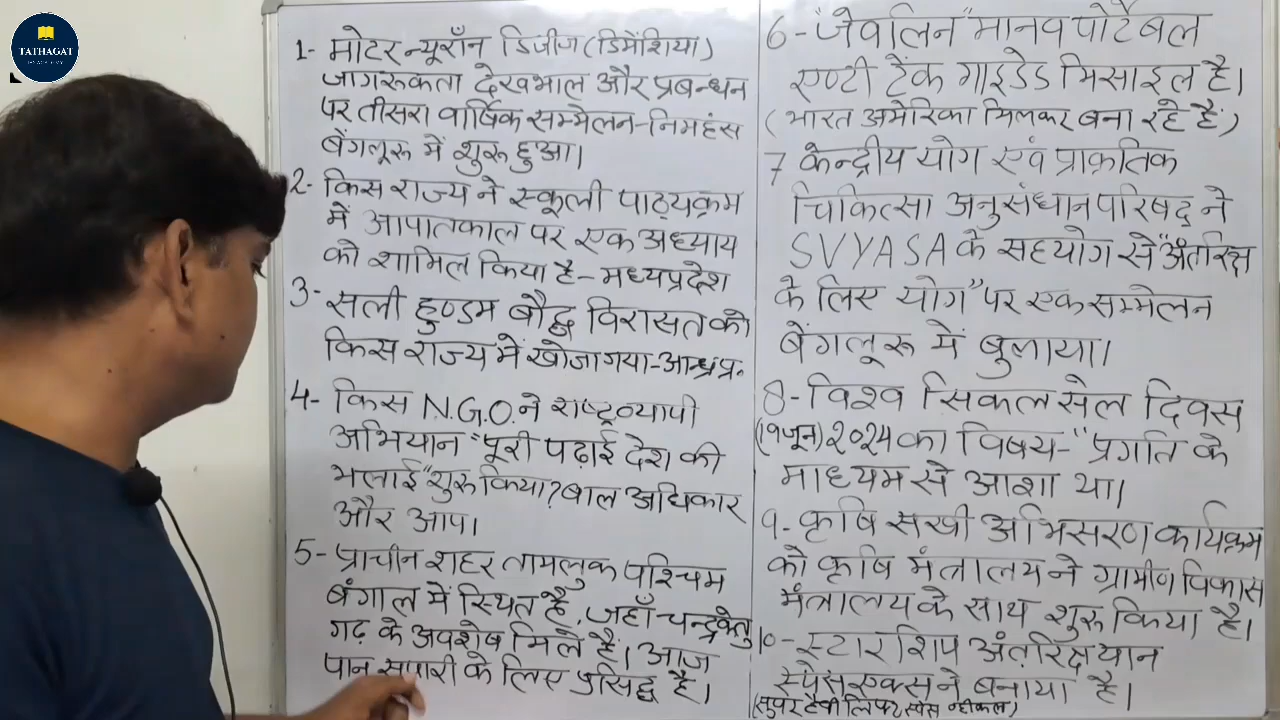 TATHAGAT
1- मोटर न्यूरॉन डिजीज (डिमेंशिया)
जागरूकता देखभाल और प्रबन्धन
पर तीसरा वार्षिक सम्मेलन-निमहंस
बेंगलूरू में शुरू हुआ।
2- किस राज्य ने स्कूली पाठ्यक्रम
में आपातकाल पर एक अध्याय
को शामिल किया है- मध्यप्रदेश
3- सली हुण्डम बौद्ध विरासत को
किस राज्य में खोजा गया-आन्ध्रप्र॰
4- किस N.G.O. ने राष्ट्रव्यापी
अभियान "पूरी पढ़ाई देश की
भलाई" शुरू किया? बाल अधिकार
और आप।
5- प्राचीन शहर तामलुक पश्चिम
बंगाल में स्थित है, जहाँ-चन्द्रकेतु
गढ़ के अवशेष मिले हैं। आज
पान सुपारी के लिए प्रसिद्ध है।
6- "जेवलिन" मानव पोर्टेबल
एण्टी टैंक गाइडेड मिसाइल है।
(भारत अमेरिका मिलकर बना रहे हैं)
7 केन्द्रीय योग एवं प्राकृतिक
चिकित्सा अनुसंधान परिषद् ने
SVYASA के सहयोग से "अंतरिक्ष
के लिए योग" पर एक सम्मेलन
बेंगलूरू में बुलाया।
8- विश्व सिकल सेल दिवस
(19 जून) 2024 का विषय- "प्रगति के
माध्यम से आशा था।
9- कृषि सखी अभिसरण कार्यक्रम
को कृषि मंत्रालय ने ग्रामीण विकास
मंत्रालय के साथ शुरू किया है।
10- स्टारशिप अंतरिक्ष यान
स्पेस एक्स ने बनाया है।
(सुपर हैवी लिफ्ट स्पेस व्हीकल)